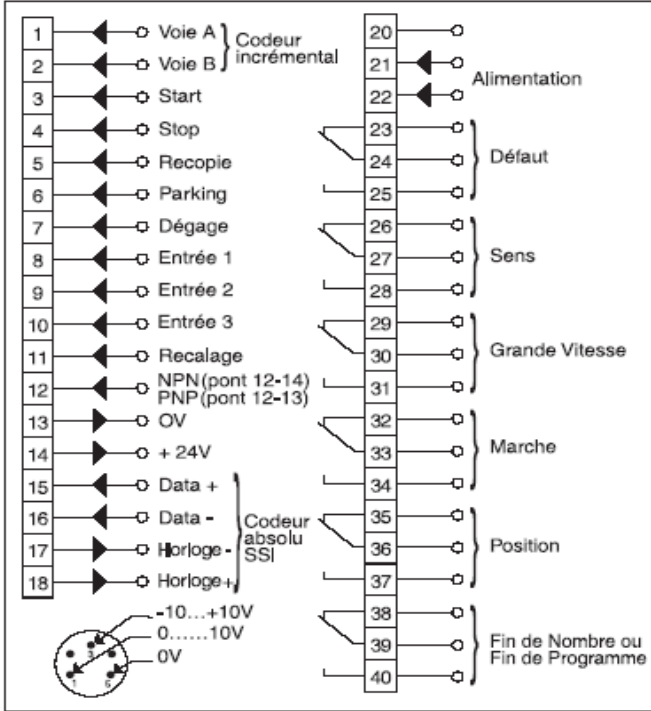 1 Voie A
2 Voie B
Codeur
incrémental
3 Start
4 Stop
5 Recopie
6 Parking
7 Dégage
8 Entrée 1
9 Entrée 2
10 Entrée 3
11 Recalage
12 NPN(pont 12-14)
PNP(pont 12-13)
13 OV
14 + 24V
15 Data +
16 Data -
17 Horloge -
18 Horloge+
Codeur
absolu
SSI
-10...+10V
0......10V
0V
3
1
5
20
21
22
Alimentation
23
24
25
Défaut
26
27
28
Sens
29
30
31
Grande Vitesse
32
33
34
Marche
35
36
37
Position
38
39
40
Fin de Nombre ou
Fin de Programme